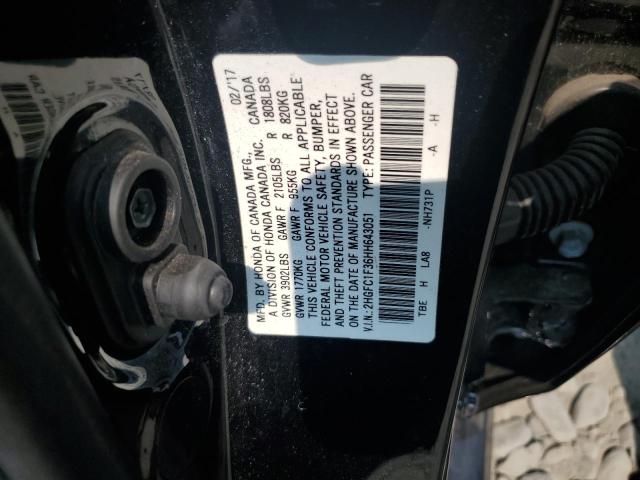 MFD. BY HONDA OF CANADA MFG., CANADA 02/'17
A DIVISION OF HONDA CANADA INC.
GVWR 3902LBS GAWR F 2105LBS R 1808LBS
GVWR 1770KG GAWR F 955KG R 820KG
THIS VEHICLE CONFORMS TO ALL APPLICABLE
FEDERAL MOTOR VEHICLE SAFETY, BUMPER,
AND THEFT PREVENTION STANDARDS IN EFFECT
ON THE DATE OF MANUFACTURE SHOWN ABOVE.
V.I.N.:2HGFC1F36HH643051 TYPE:PASSENGER CAR
TBE H LA8 -NH731P -A -H